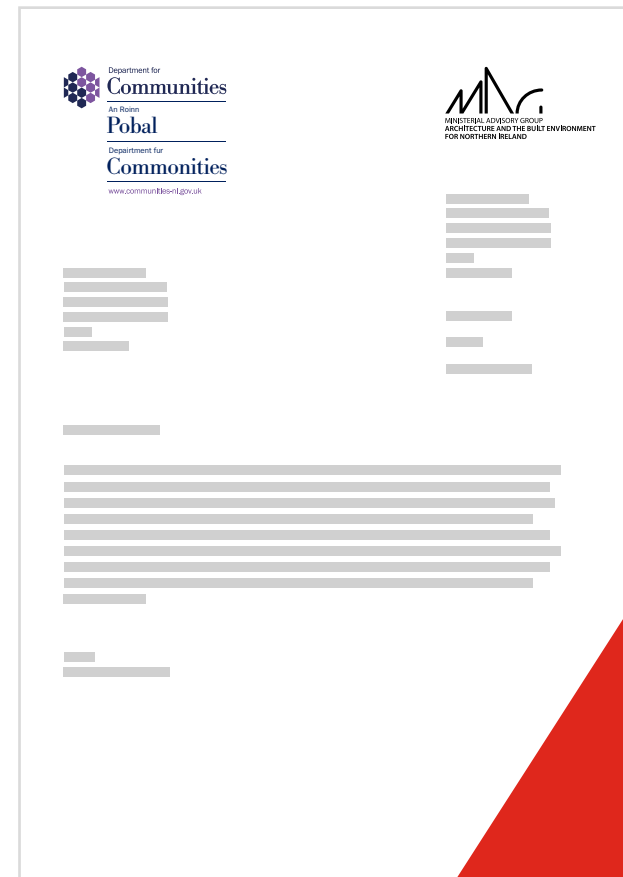 Department for
Communities
An Roinn
Pobal
Depairtment fur
Commonities
www.communities-ni.gov.uk
MAG
MINISTERIAL ADVISORY GROUP
ARCHITECTURE AND THE BUILT ENVIRONMENT
FOR NORTHERN IRELAND